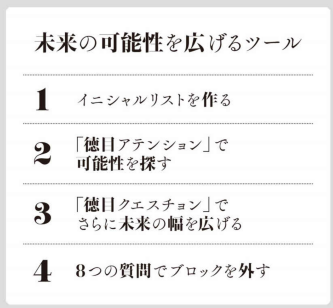 未来の可能性を広げるツール
1 イニシャルリストを作る
2 「徳目アテンション」で
可能性を探す
3 「徳目クエスチョン」で
さらに未来の幅を広げる
4 8つの質問でブロックを外す